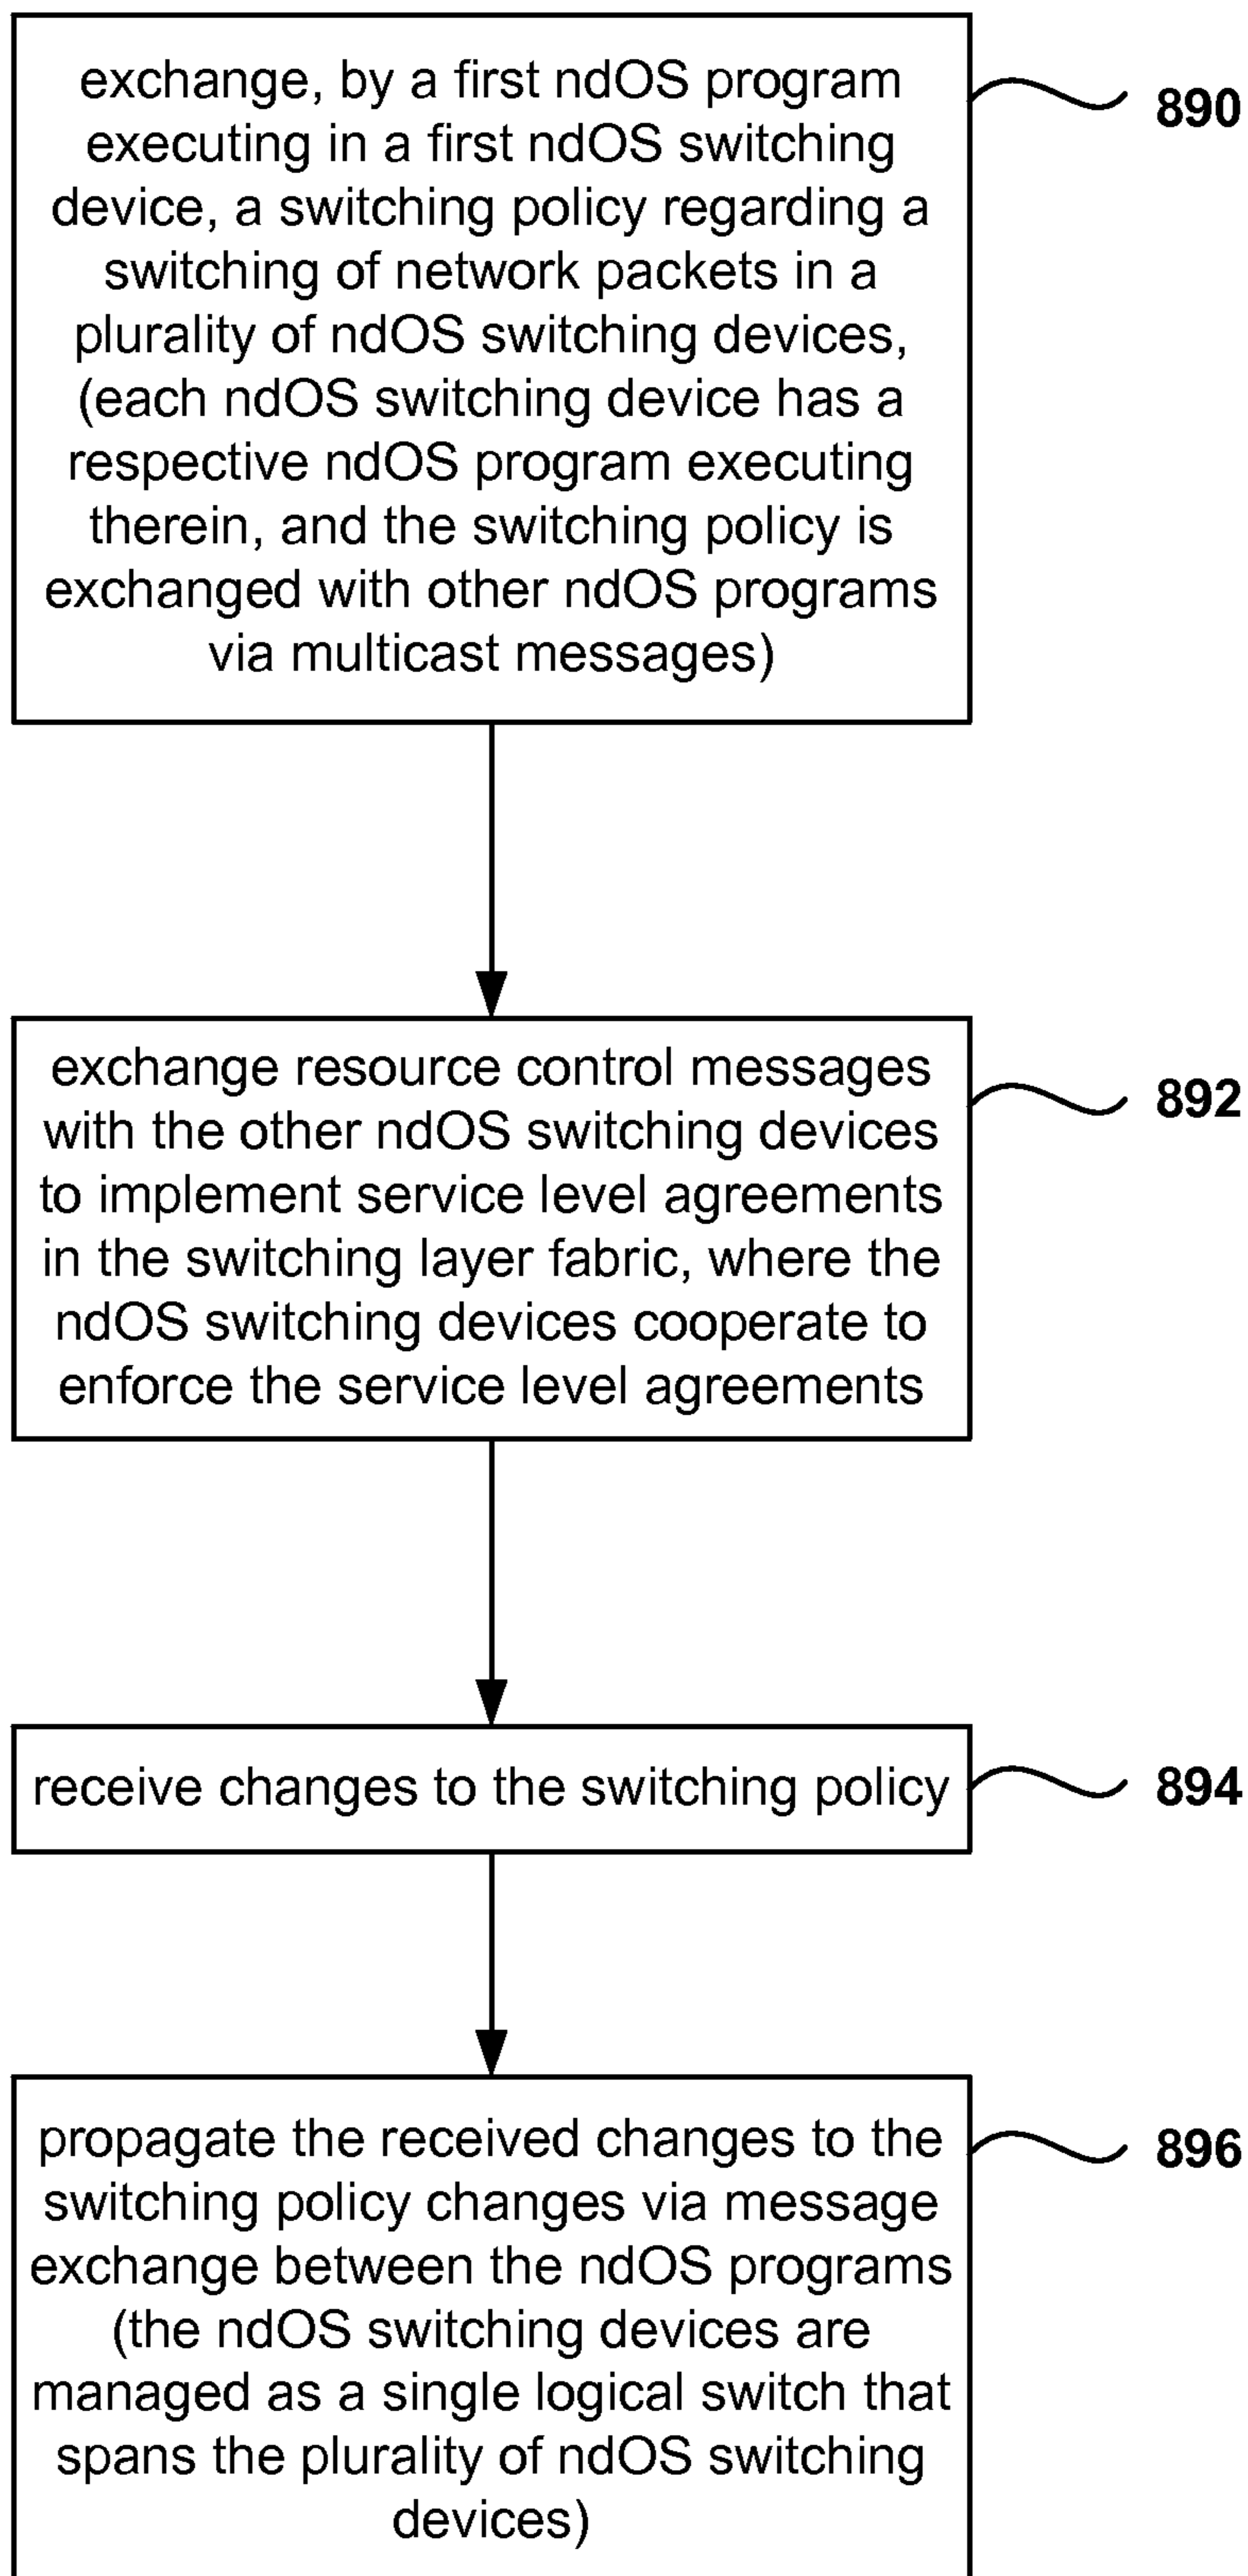 exchange, by a first ndOS program
executing in a first ndOS switching
device, a switching policy regarding a
switching of network packets in a
plurality of ndOS switching devices,
(each ndOS switching device has a
respective ndOS program executing
therein, and the switching policy is
exchanged with other ndOS programs
via multicast messages)
890
exchange resource control messages
with the other ndOS switching devices
to implement service level agreements
in the switching layer fabric, where the
ndOS switching devices cooperate to
enforce the service level agreements
892
receive changes to the switching policy
894
propagate the received changes to the
switching policy changes via message
exchange between the ndOS programs
(the ndOS switching devices are
managed as a single logical switch that
spans the plurality of ndOS switching
devices)
896